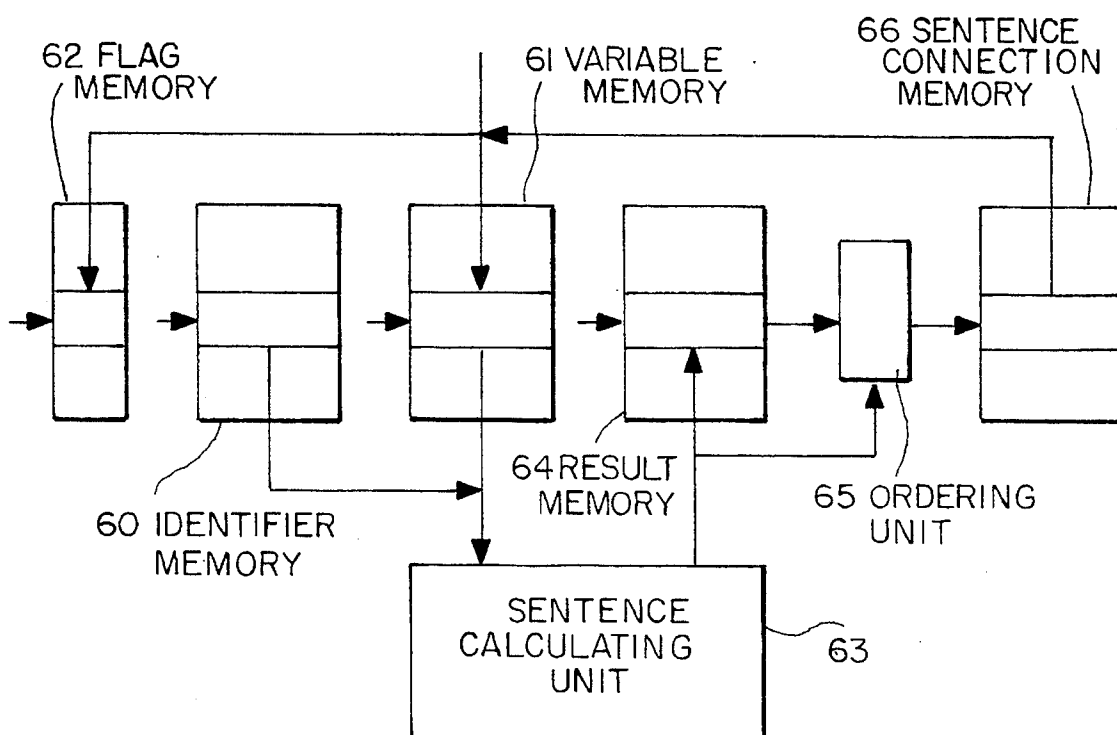 62 FLAG
MEMORY
61 VARIABLE
MEMORY
66 SENTENCE
CONNECTION
MEMORY
60 IDENTIFIER
MEMORY
64 RESULT
MEMORY
65 ORDERING
UNIT
SENTENCE
CALCULATING
UNIT
63